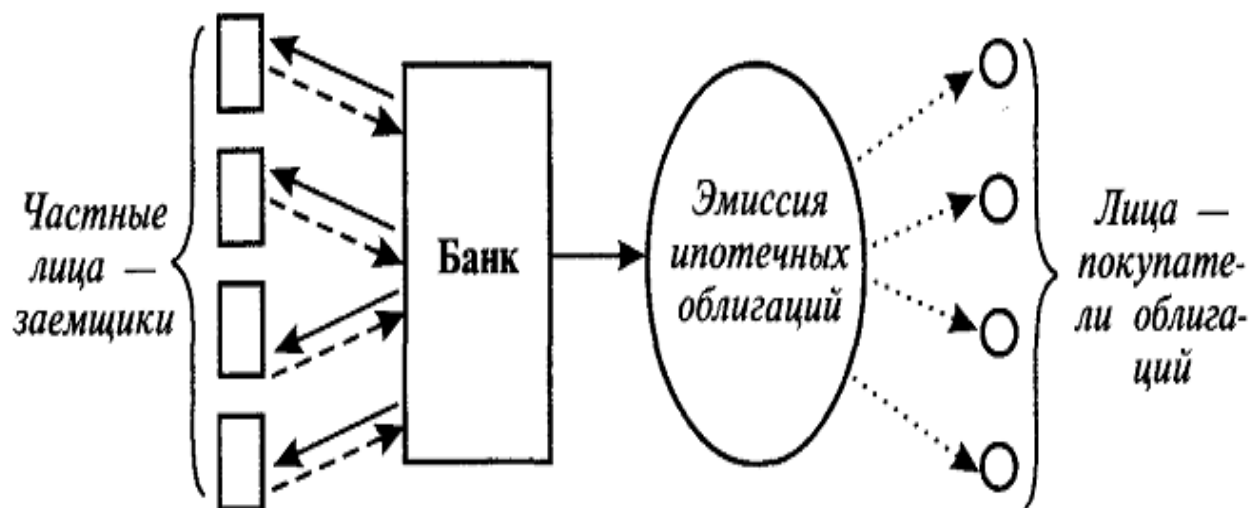 Частные
лица —
заемщики
Банк
Эмиссия
ипотечных
облигаций
Лица —
покупате-
ли облига-
ций